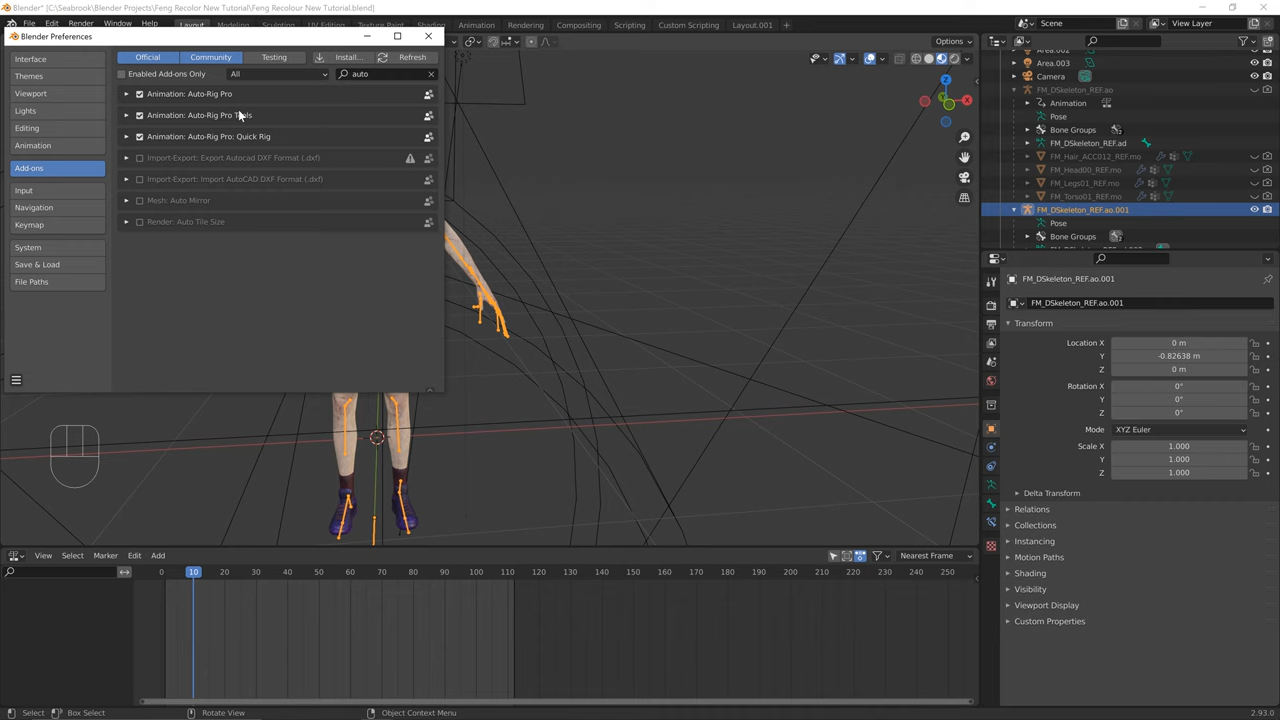 Blender* [C:\Seabrook\Blender Projects\Feng Recolor New Tutorial\Feng Recolour New Tutorial.blend]
File Edit Render Window Help Layout Modeling Sculpting UV Editing Texture Paint Shading Animation Rendering Compositing Scripting Custom Scripting Layout.001 Scene View Layer
Blender Preferences
Options
Interface
Themes
Viewport
Lights
Editing
Animation
Add-ons
Input
Navigation
Keymap
System
Save & Load
File Paths
Official Community Testing Install... Refresh
Enabled Add-ons Only All auto
Animation: Auto-Rig Pro
Animation: Auto-Rig Pro Tools
Animation: Auto-Rig Pro: Quick Rig
Import-Export: Export Autocad DXF Format (.dxf)
Import-Export: Import AutoCAD DXF Format (.dxf)
Mesh: Auto Mirror
Render: Auto Tile Size
X
Y
Z
Area.002
Area.003
Camera
FM_DSkeleton_REF.ao
Animation
Pose
Bone Groups
FM_DSkeleton_REF.ad
FM_Hair_ACC012_REF.mo
FM_Head00_REF.mo
FM_Legs01_REF.mo
FM_Torso01_REF.mo
FM_DSkeleton_REF.ao.001
Pose
Bone Groups
FM_DSkeleton_REF.ao.001
FM_DSkeleton_REF.ao.001
Transform
Location X 0 m
Y -0.82638 m
Z 0 m
Rotation X 0°
Y 0°
Z 0°
Mode XYZ Euler
Scale X 1.000
Y 1.000
Z 1.000
Delta Transform
Relations
Collections
Instancing
Motion Paths
Shading
Visibility
Viewport Display
Custom Properties
View Select Marker Edit Add Nearest Frame
0 10 20 30 40 50 60 70 80 90 100 110 120 130 140 150 160 170 180 190 200 210 220 230 240 250
Select Box Select Rotate View Object Context Menu 2.93.0